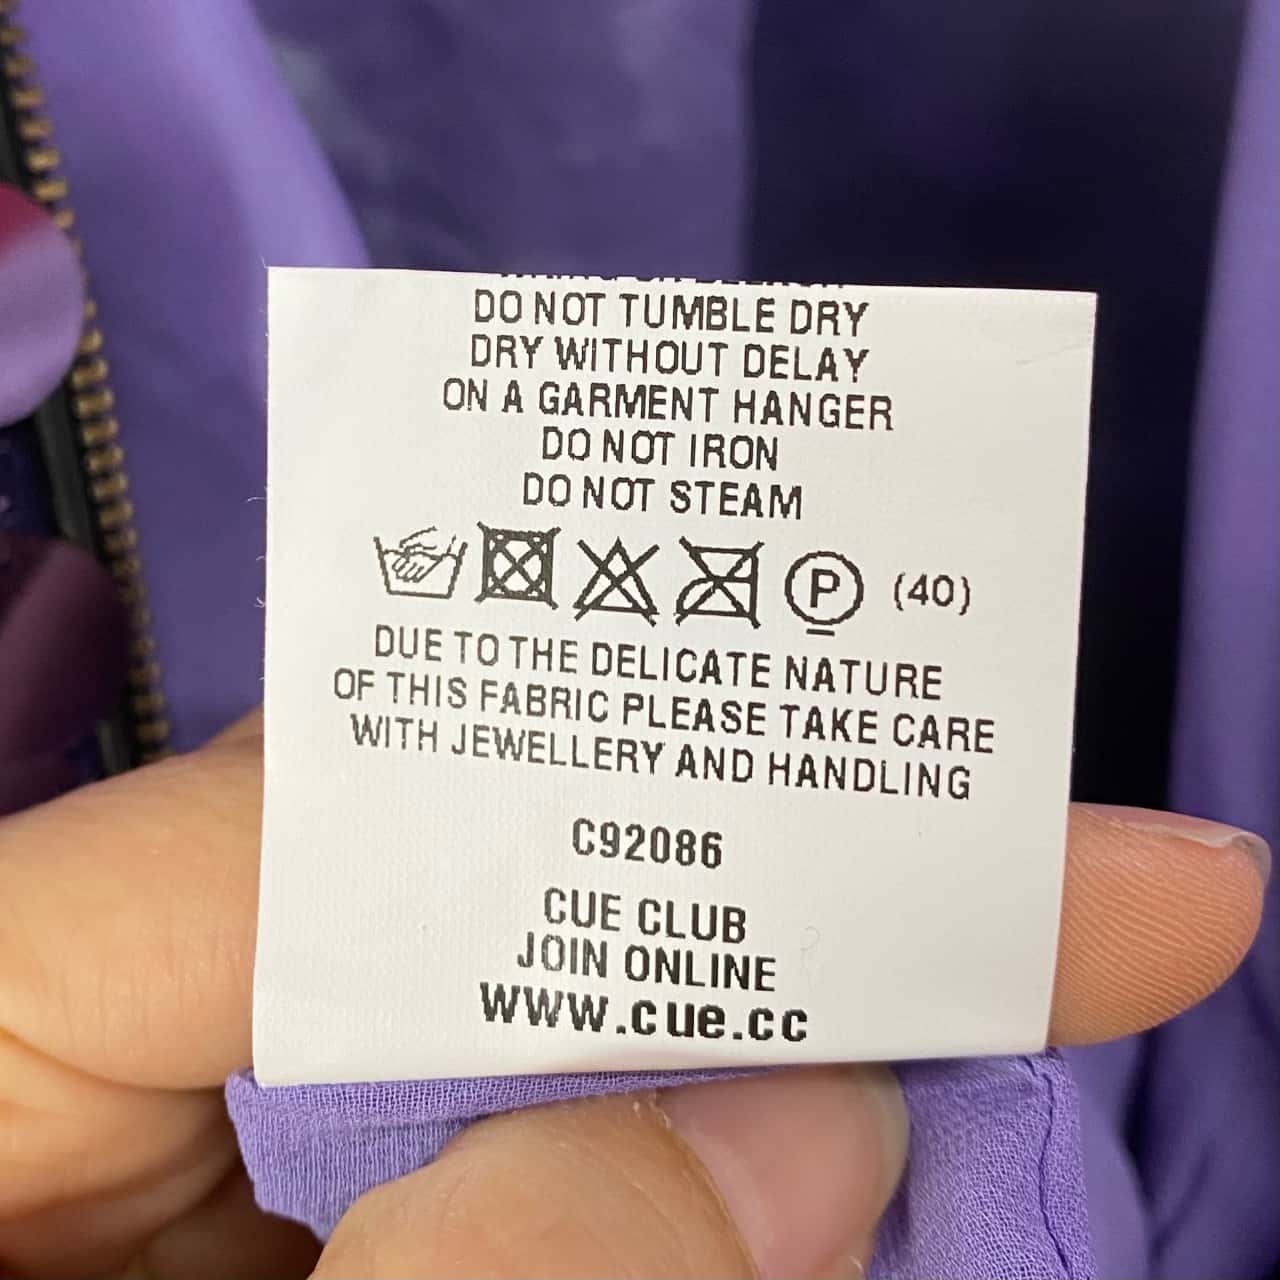 DO NOT TUMBLE DRY
DRY WITHOUT DELAY
ON A GARMENT HANGER
DO NOT IRON
DO NOT STEAM
P (40)
DUE TO THE DELICATE NATURE
OF THIS FABRIC PLEASE TAKE CARE
WITH JEWELLERY AND HANDLING
C92086
CUE CLUB
JOIN ONLINE
www.cue.cc